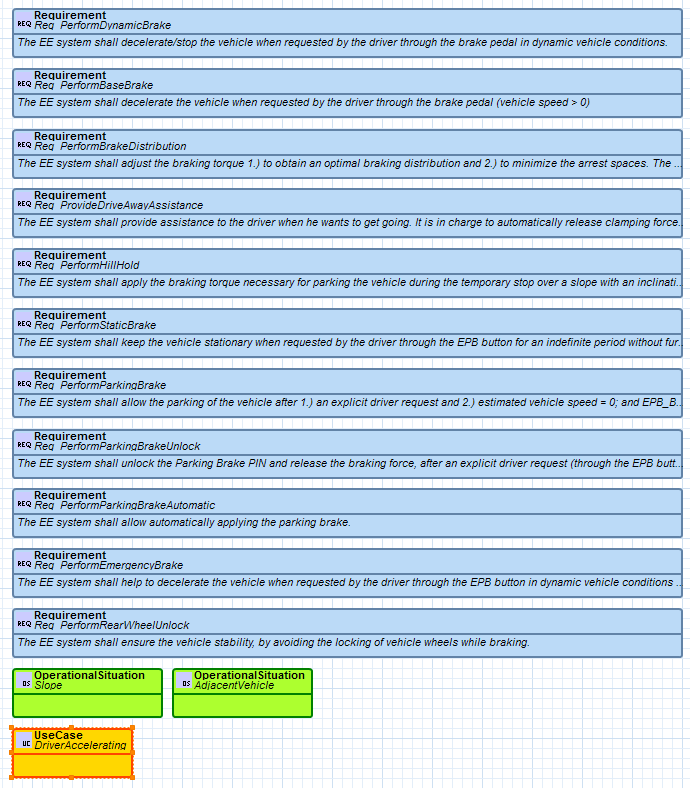 Requirement
REQ Req_PerformDynamicBrake
The EE system shall decelerate/stop the vehicle when requested by the driver through the brake pedal in dynamic vehicle conditions.
Requirement
REQ Req_PerformBaseBrake
The EE system shall decelerate the vehicle when requested by the driver through the brake pedal (vehicle speed > 0)
Requirement
REQ Req_PerformBrakeDistribution
The EE system shall adjust the braking torque 1.) to obtain an optimal braking distribution and 2.) to minimize the arrest spaces. The ...
Requirement
REQ Req_ProvideDriveAwayAssistance
The EE system shall provide assistance to the driver when he wants to get going. It is in charge to automatically release clamping force...
Requirement
REQ Req_PerformHillHold
The EE system shall apply the braking torque necessary for parking the vehicle during the temporary stop over a slope with an inclinati...
Requirement
REQ Req_PerformStaticBrake
The EE system shall keep the vehicle stationary when requested by the driver through the EPB button for an indefinite period without fur...
Requirement
REQ Req_PerformParkingBrake
The EE system shall allow the parking of the vehicle after 1.) an explicit driver request and 2.) estimated vehicle speed = 0; and EPB_B...
Requirement
REQ Req_PerformParkingBrakeUnlock
The EE system shall unlock the Parking Brake PIN and release the braking force, after an explicit driver request (through the EPB butt...
Requirement
REQ Req_PerformParkingBrakeAutomatic
The EE system shall allow automatically applying the parking brake.
Requirement
REQ Req_PerformEmergencyBrake
The EE system shall help to decelerate the vehicle when requested by the driver through the EPB button in dynamic vehicle conditions ...
Requirement
REQ Req_PerformRearWheelUnlock
The EE system shall ensure the vehicle stability, by avoiding the locking of vehicle wheels while braking.
OperationalSituation OperationalSituation
OS Slope OS AdjacentVehicle
UseCase
UC DriverAccelerating